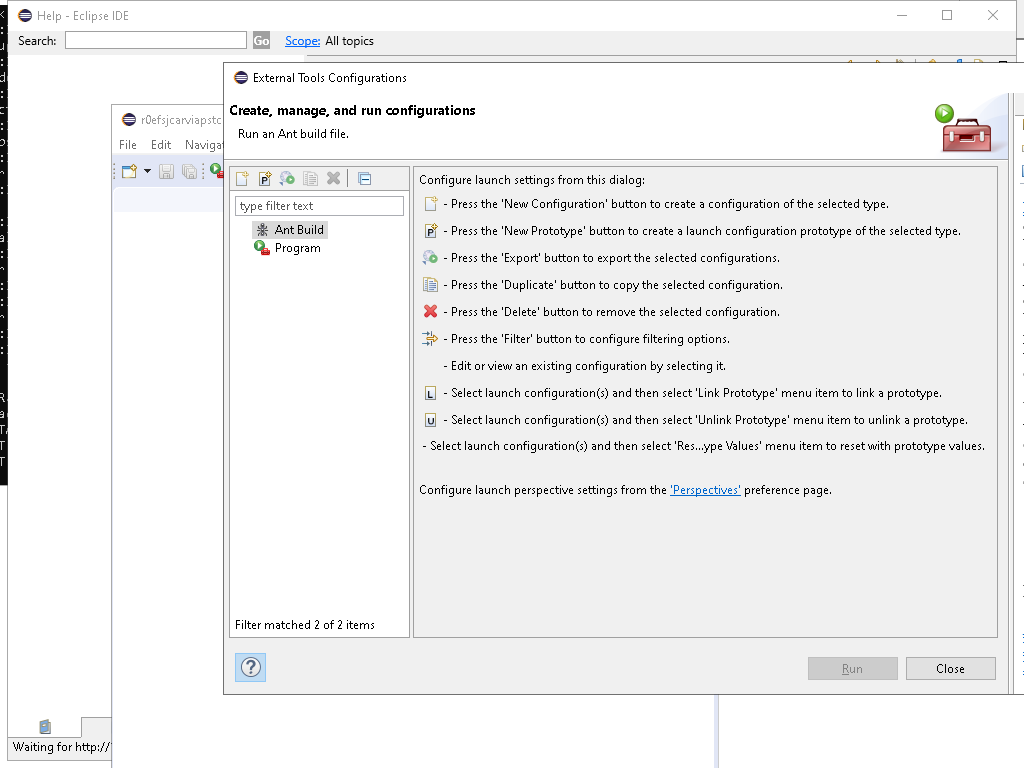 Help - Eclipse IDE
Search:
Go
Scope: All topics
External Tools Configurations
Create, manage, and run configurations
Run an Ant build file.
r0efsjcarviapstc
File Edit Navigat
type filter text
Ant Build
Program
Filter matched 2 of 2 items
Configure launch settings from this dialog:
- Press the 'New Configuration' button to create a configuration of the selected type.
P - Press the 'New Prototype' button to create a launch configuration prototype of the selected type.
- Press the 'Export' button to export the selected configurations.
- Press the 'Duplicate' button to copy the selected configuration.
- Press the 'Delete' button to remove the selected configuration.
- Press the 'Filter' button to configure filtering options.
- Edit or view an existing configuration by selecting it.
L - Select launch configuration(s) and then select 'Link Prototype' menu item to link a prototype.
U - Select launch configuration(s) and then select 'Unlink Prototype' menu item to unlink a prototype.
- Select launch configuration(s) and then select 'Res...ype Values' menu item to reset with prototype values.
Configure launch perspective settings from the 'Perspectives' preference page.
Run
Close
Waiting for http://